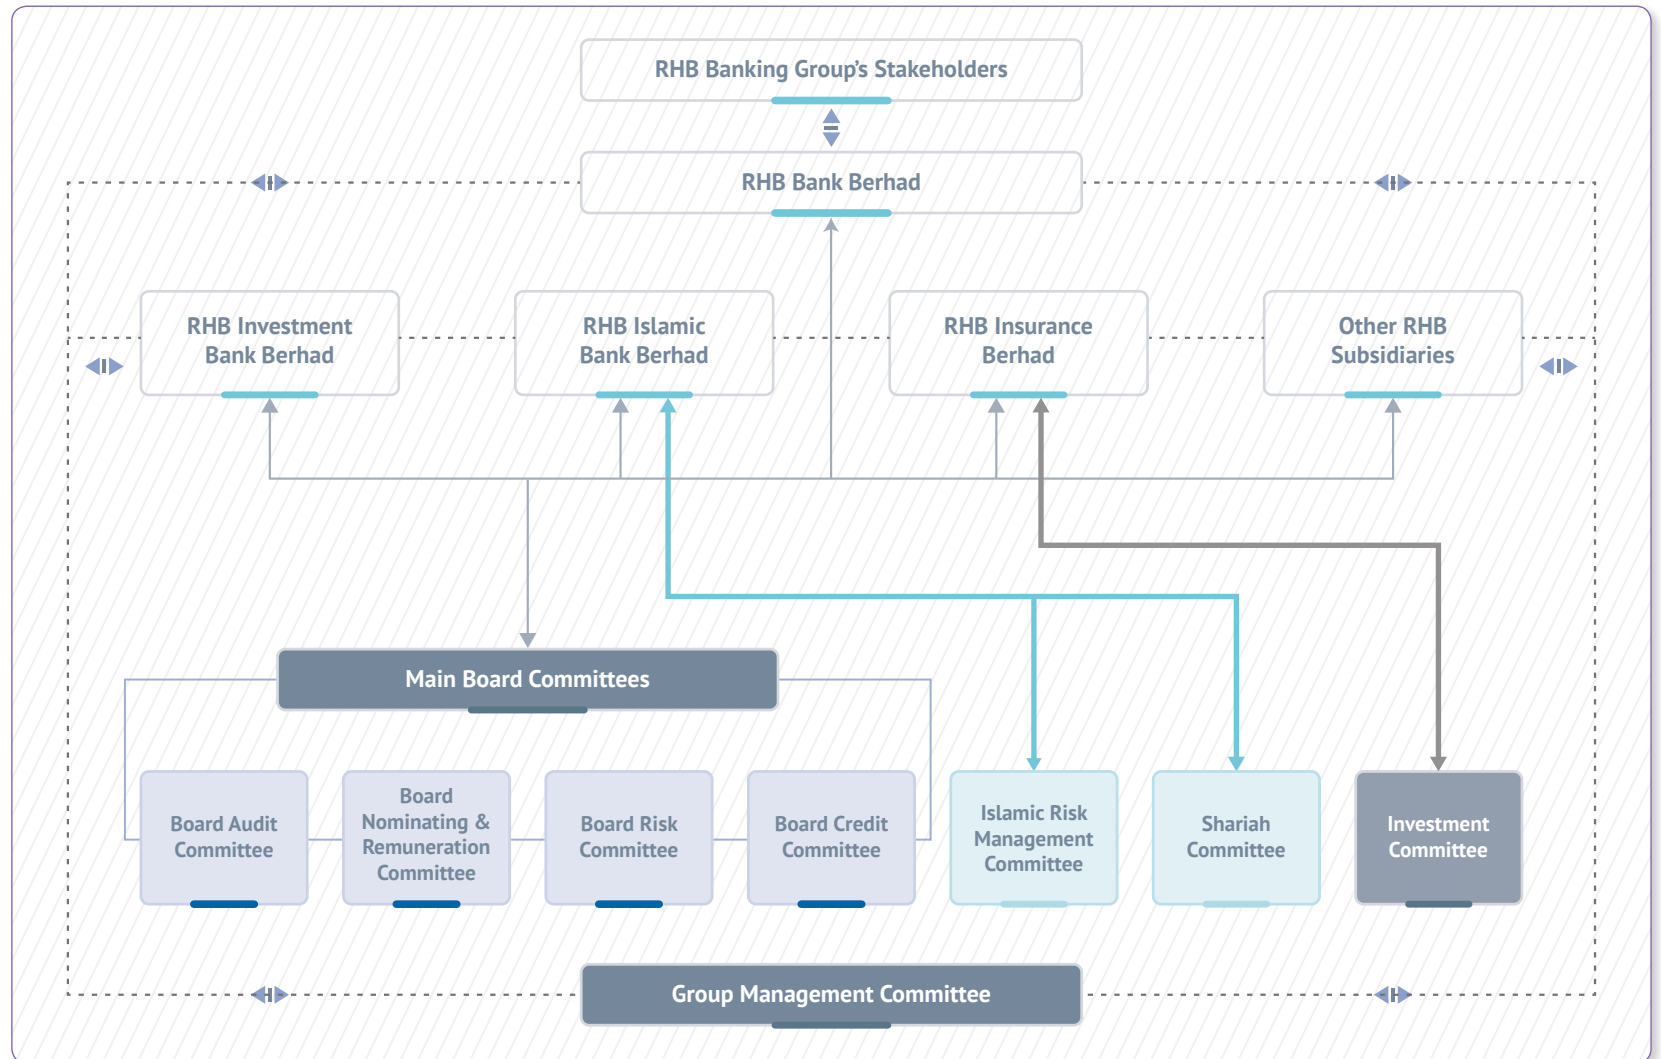 RHB Banking Group's Stakeholders
RHB Bank Berhad
RHB Investment
Bank Berhad
RHB Islamic
Bank Berhad
RHB Insurance
Berhad
Other RHB
Subsidiaries
Main Board Committees
Board Audit
Committee
Board
Nominating &
Remuneration
Committee
Board Risk
Committee
Board Credit
Committee
Islamic Risk
Management
Committee
Shariah
Committee
Investment
Committee
Group Management Committee